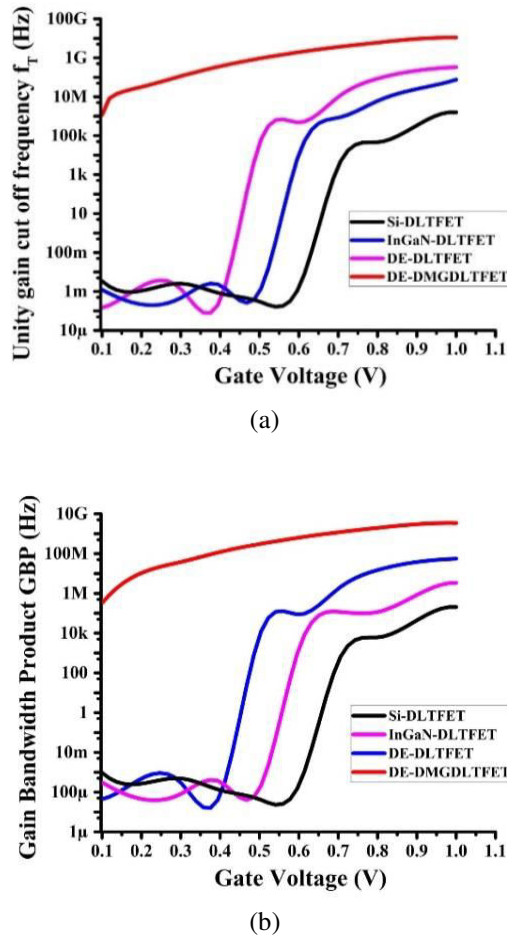 100G
1G
10M
100k
1k
10
100m
1m
10μ
Unity gain cut off frequency f_T (Hz)
Si-DLTFET
InGaN-DLTFET
DE-DLTFET
DE-DMGDLTFET
0.1 0.2 0.3 0.4 0.5 0.6 0.7 0.8 0.9 1.0 1.1
Gate Voltage (V)
(a)
10G
100M
1M
10k
100
1
10m
100μ
1μ
Gain Bandwidth Product GBP (Hz)
Si-DLTFET
InGaN-DLTFET
DE-DLTFET
DE-DMGDLTFET
0.1 0.2 0.3 0.4 0.5 0.6 0.7 0.8 0.9 1.0 1.1
Gate Voltage (V)
(b)